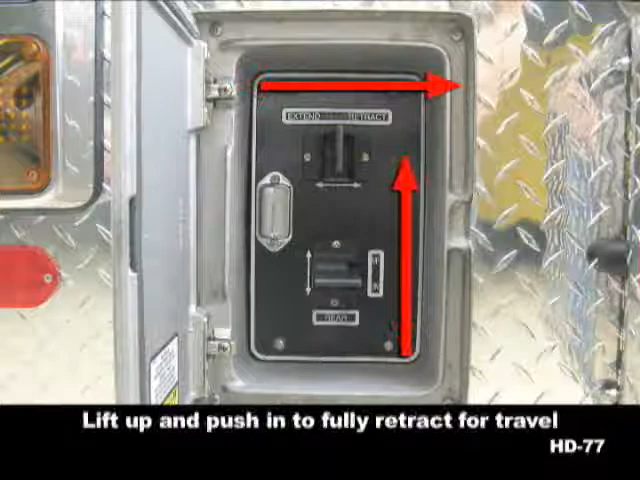 EXTEND RETRACT
REAR
Lift up and push in to fully retract for travel
HD-77